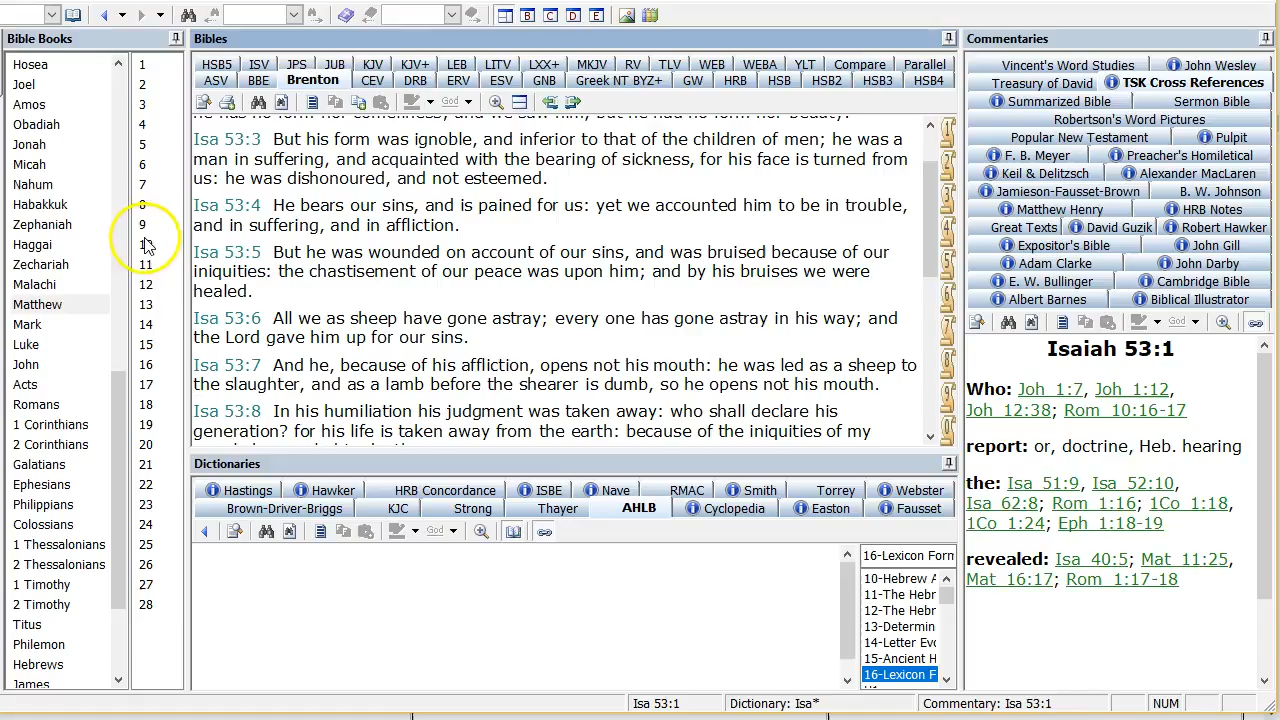 B C D E
Bible Books
Hosea
Joel
Amos
Obadiah
Jonah
Micah
Nahum
Habakkuk
Zephaniah
Haggai
Zechariah
Malachi
Matthew
Mark
Luke
John
Acts
Romans
1 Corinthians
2 Corinthians
Galatians
Ephesians
Philippians
Colossians
1 Thessalonians
2 Thessalonians
1 Timothy
2 Timothy
Titus
Philemon
Hebrews
James
1
2
3
4
5
6
7
8
9
11
12
13
14
15
16
17
18
19
20
21
22
23
24
25
26
27
28
Bibles
HSB5 ISV JPS JUB KJV KJV+ LEB LITV LXX+ MKJV RV TLV WEB WEBA YLT Compare Parallel
ASV BBE Brenton CEV DRB ERV ESV GNB Greek NT BYZ+ GW HRB HSB HSB2 HSB3 HSB4
God
Isa 53:3 But his form was ignoble, and inferior to that of the children of men; he was a
man in suffering, and acquainted with the bearing of sickness, for his face is turned from
us: he was dishonoured, and not esteemed.
Isa 53:4 He bears our sins, and is pained for us: yet we accounted him to be in trouble,
and in suffering, and in affliction.
Isa 53:5 But he was wounded on account of our sins, and was bruised because of our
iniquities: the chastisement of our peace was upon him; and by his bruises we were
healed.
Isa 53:6 All we as sheep have gone astray; every one has gone astray in his way; and
the Lord gave him up for our sins.
Isa 53:7 And he, because of his affliction, opens not his mouth: he was led as a sheep to
the slaughter, and as a lamb before the shearer is dumb, so he opens not his mouth.
Isa 53:8 In his humiliation his judgment was taken away: who shall declare his
generation? for his life is taken away from the earth: because of the iniquities of my
Dictionaries
Hastings Hawker HRB Concordance ISBE Nave RMAC Smith Torrey Webster
Brown-Driver-Briggs KJC Strong Thayer AHLB Cyclopedia Easton Fausset
God
16-Lexicon Form
10-Hebrew A
11-The Hebr
12-The Hebr
13-Determin
14-Letter Evo
15-Ancient H
16-Lexicon F
Commentaries
Vincent's Word Studies John Wesley
Treasury of David TSK Cross References
Summarized Bible Sermon Bible
Robertson's Word Pictures
Popular New Testament Pulpit
F. B. Meyer Preacher's Homiletical
Keil & Delitzsch Alexander MacLaren
Jamieson-Fausset-Brown B. W. Johnson
Matthew Henry HRB Notes
Great Texts David Guzik Robert Hawker
Expositor's Bible John Gill
Adam Clarke John Darby
E. W. Bullinger Cambridge Bible
Albert Barnes Biblical Illustrator
God
Isaiah 53:1
Who: Joh 1:7, Joh 1:12,
Joh 12:38; Rom 10:16-17
report: or, doctrine, Heb. hearing
the: Isa 51:9, Isa 52:10,
Isa 62:8; Rom 1:16; 1Co 1:18,
1Co 1:24; Eph 1:18-19
revealed: Isa 40:5; Mat 11:25,
Mat 16:17; Rom 1:17-18
Isa 53:1 Dictionary: Isa* Commentary: Isa 53:1 NUM